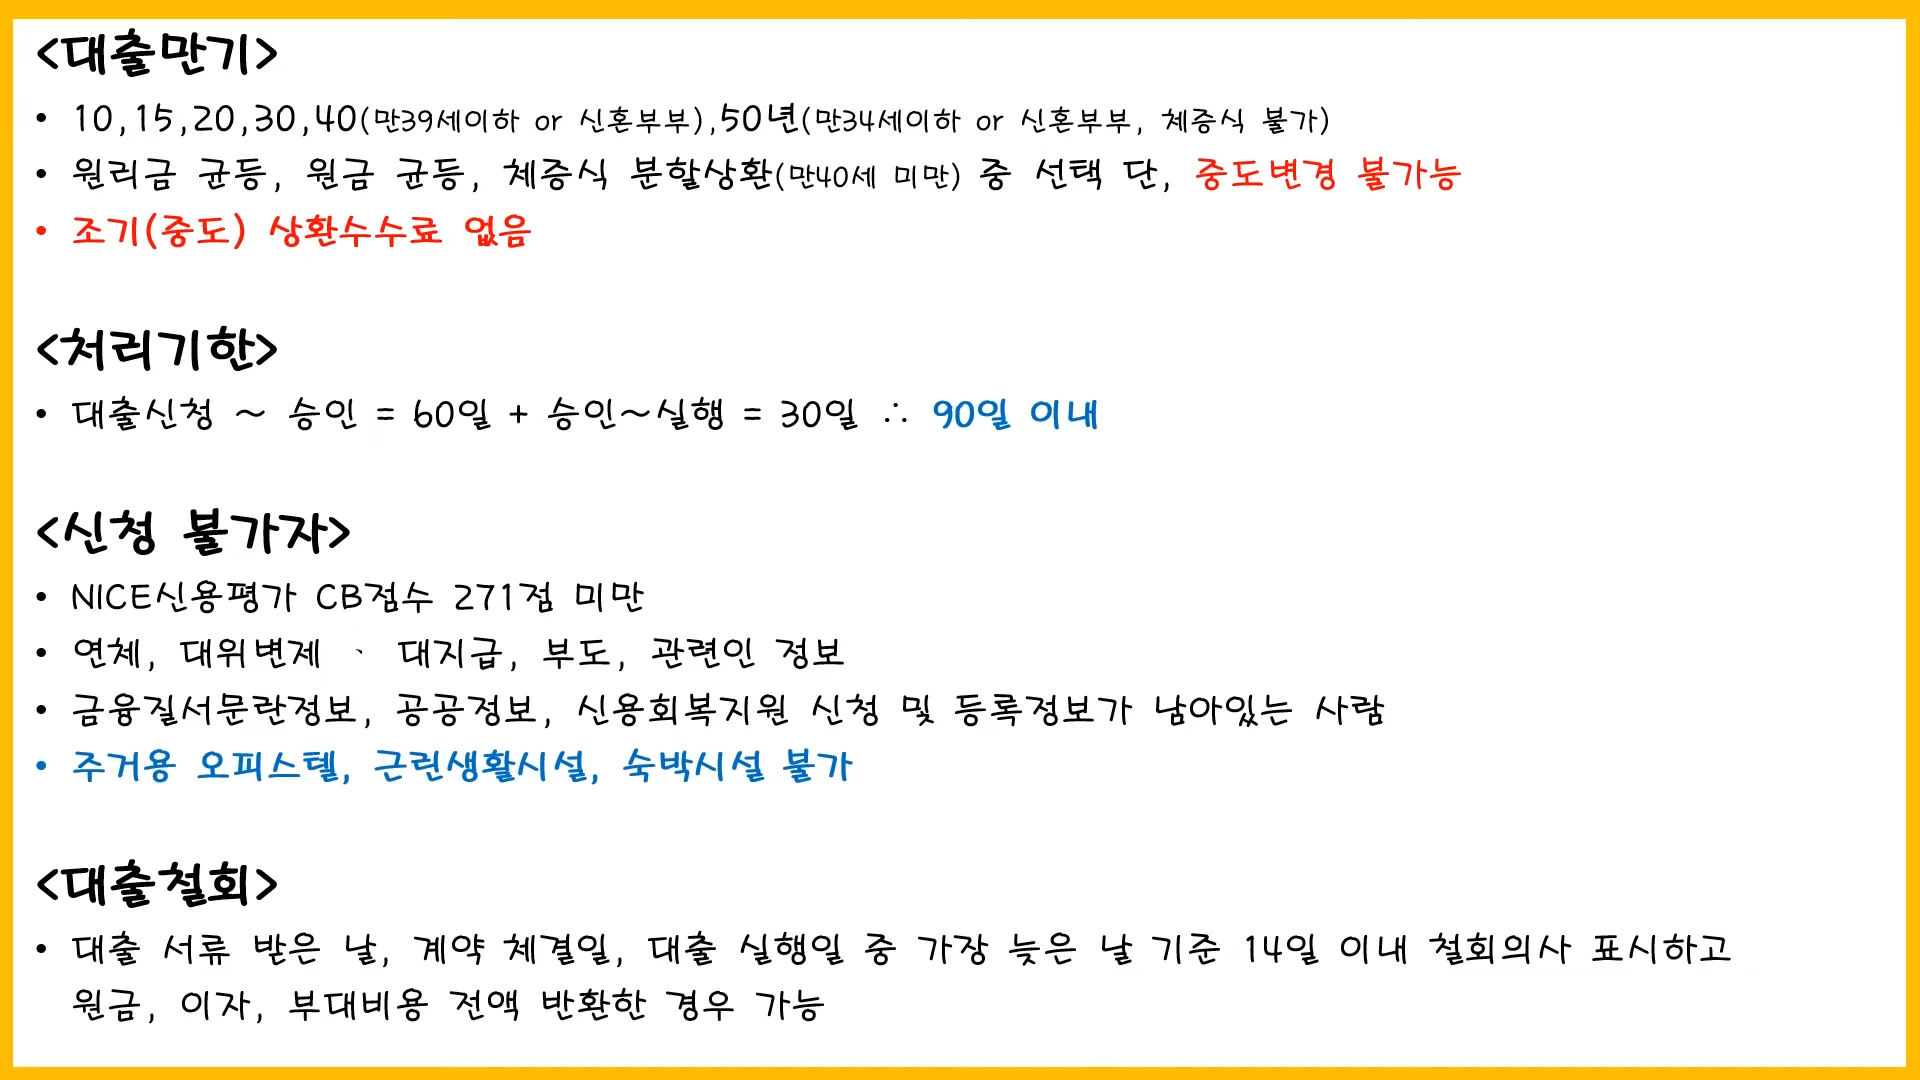 <대출만기>
• 10,15,20,30,40(만39세이하 or 신혼부부),50년(만34세이하 or 신혼부부, 체증식 불가)
• 원리금 균등, 원금 균등, 체증식 분할상환(만40세 미만) 중 선택 단, 중도변경 불가능
• 조기(중도) 상환수수료 없음
<처리기한>
• 대출신청 ~ 승인 = 60일 + 승인~실행 = 30일 ∴ 90일 이내
<신청 불가자>
• NICE신용평가 CB점수 271점 미만
• 연체, 대위변제 ㆍ 대지급, 부도, 관련인 정보
• 금융질서문란정보, 공공정보, 신용회복지원 신청 및 등록정보가 남아있는 사람
• 주거용 오피스텔, 근린생활시설, 숙박시설 불가
<대출철회>
• 대출 서류 받은 날, 계약 체결일, 대출 실행일 중 가장 늦은 날 기준 14일 이내 철회의사 표시하고
원금, 이자, 부대비용 전액 반환한 경우 가능